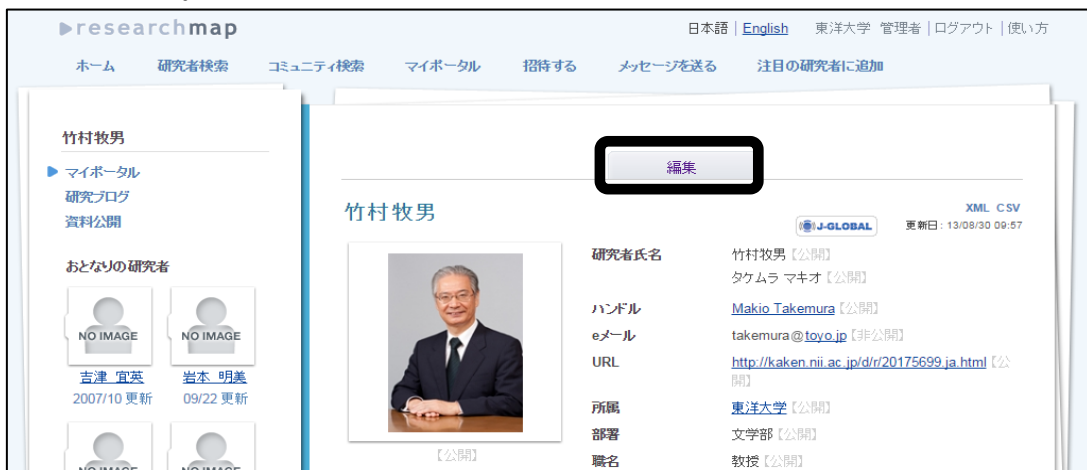 researchmap
日本語 | English 東洋大学 管理者 | ログアウト | 使い方
ホーム 研究者検索 コミュニティ検索 マイポータル 招待する メッセージを送る 注目の研究者に追加
竹村牧男
マイポータル
研究ブログ
資料公開
おとなりの研究者
NO IMAGE NO IMAGE
吉津 宜英 岩本 明美
2007/10 更新 09/22 更新
NO IMAGE NO IMAGE
編集
竹村牧男
XML CSV
J-GLOBAL 更新日 : 13/08/30 09:57
【公開】
研究者氏名 竹村牧男【公開】
タケムラ マキオ【公開】
ハンドル Makio Takemura【公開】
eメール takemura@toyo.jp【非公開】
URL http://kaken.nii.ac.jp/d/r/20175699.ja.html【公
開】
所属 東洋大学【公開】
部署 文学部【公開】
職名 教授【公開】